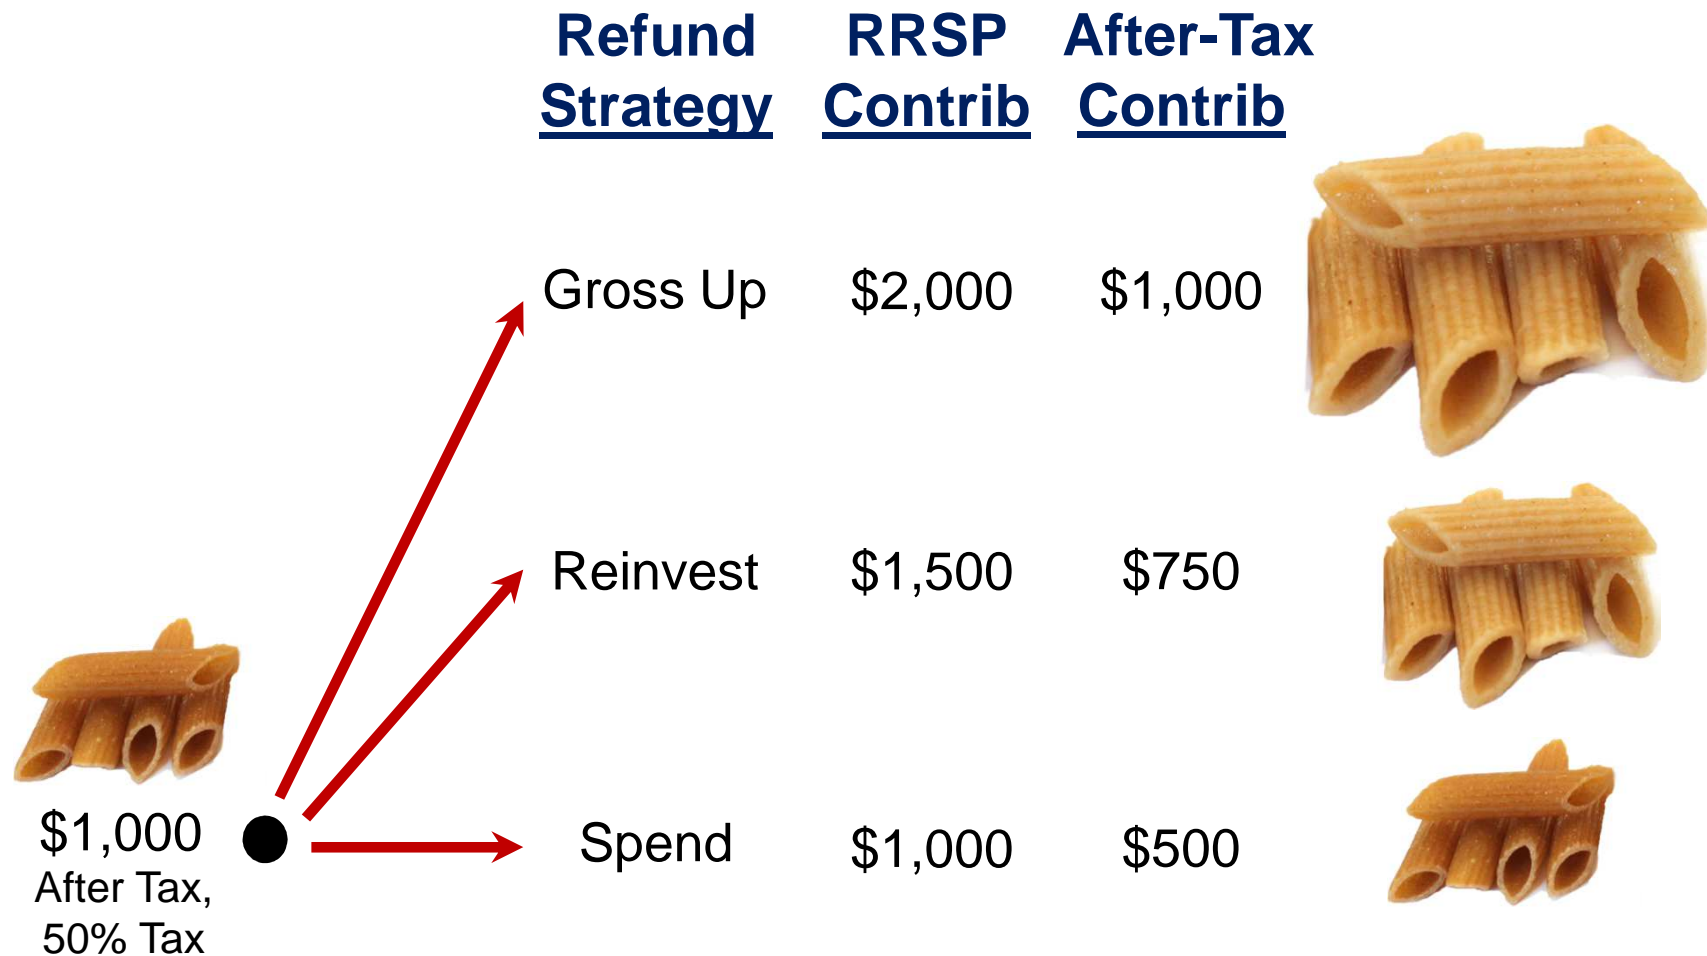 Refund RRSP After-Tax
Strategy Contrib Contrib
Gross Up $2,000 $1,000
Reinvest $1,500 $750
Spend $1,000 $500
$1,000
After Tax,
50% Tax